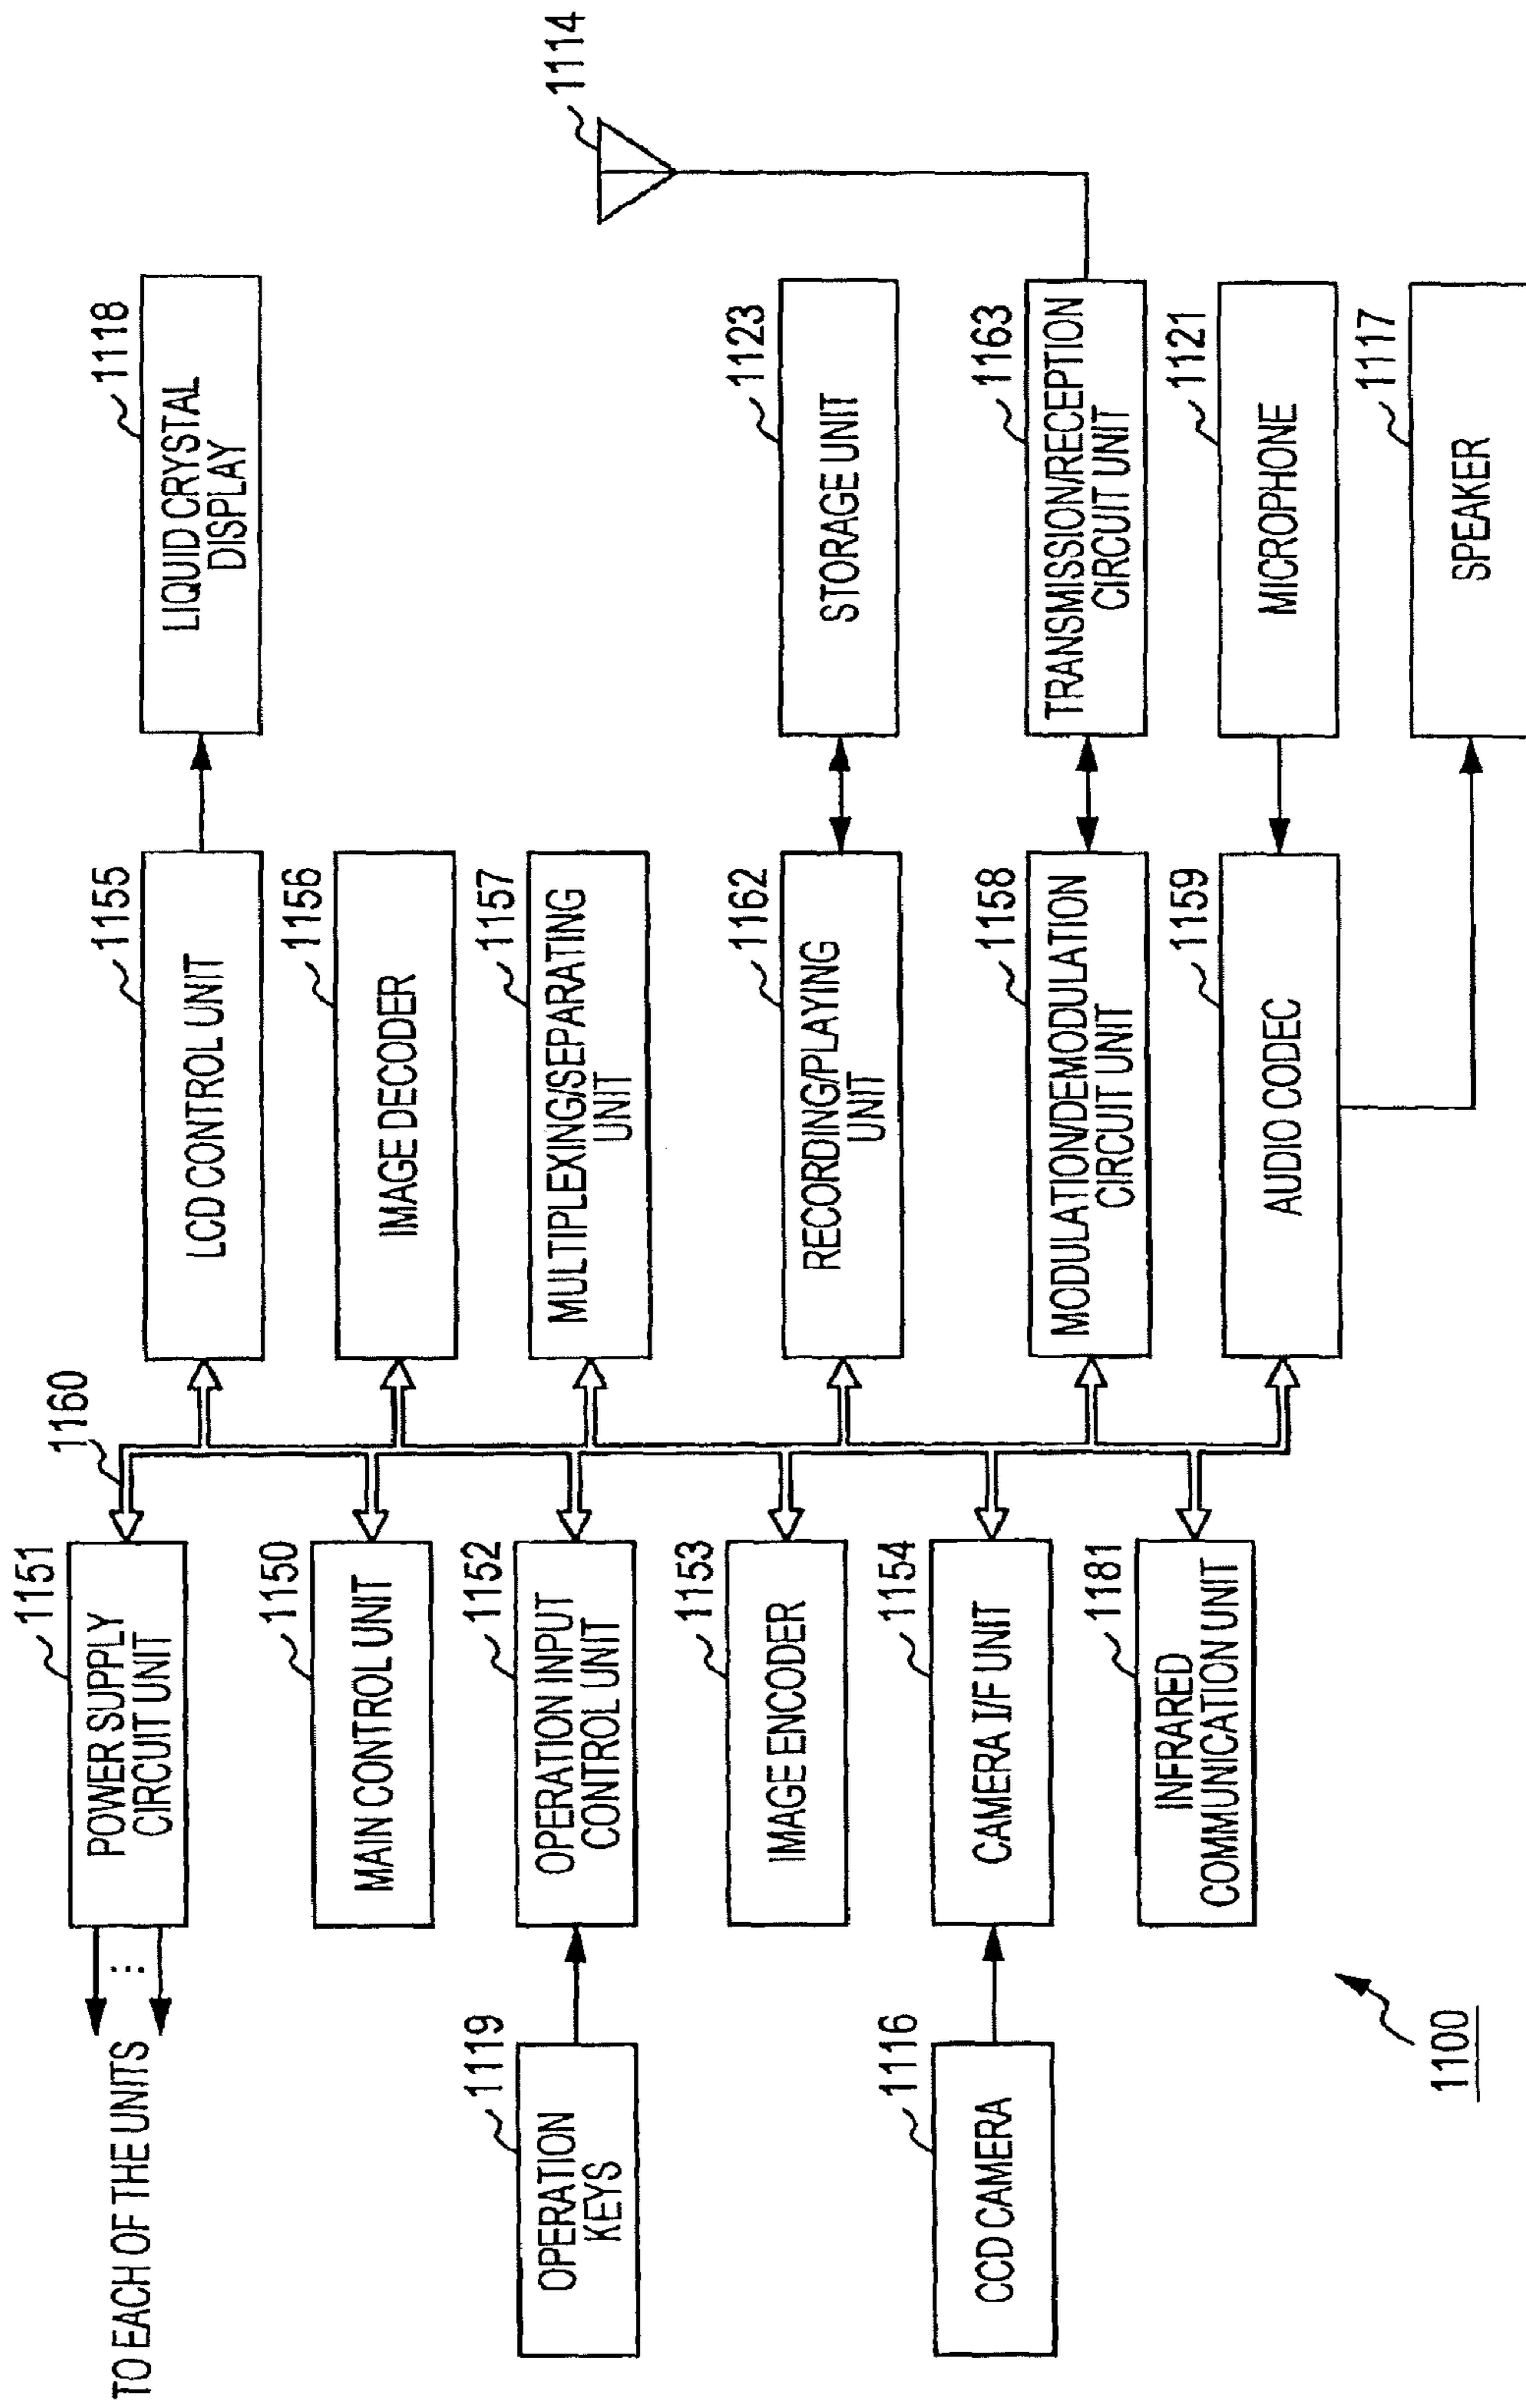 TO EACH OF THE UNITS
1151
POWER SUPPLY
CIRCUIT UNIT
1160
1155
LCD CONTROL UNIT
1118
LIQUID CRYSTAL
DISPLAY
1150
MAIN CONTROL UNIT
1156
IMAGE DECODER
1119
OPERATION
KEYS
1152
OPERATION INPUT
CONTROL UNIT
1157
MULTIPLEXING/SEPARATING
UNIT
1114
1153
IMAGE ENCODER
1162
RECORDING/PLAYING
UNIT
1123
STORAGE UNIT
1116
CCD CAMERA
1154
CAMERA I/F UNIT
1158
MODULATION/DEMODULATION
CIRCUIT UNIT
1163
TRANSMISSION/RECEPTION
CIRCUIT UNIT
1181
INFRARED
COMMUNICATION UNIT
1159
AUDIO CODEC
1121
MICROPHONE
1117
SPEAKER
1100